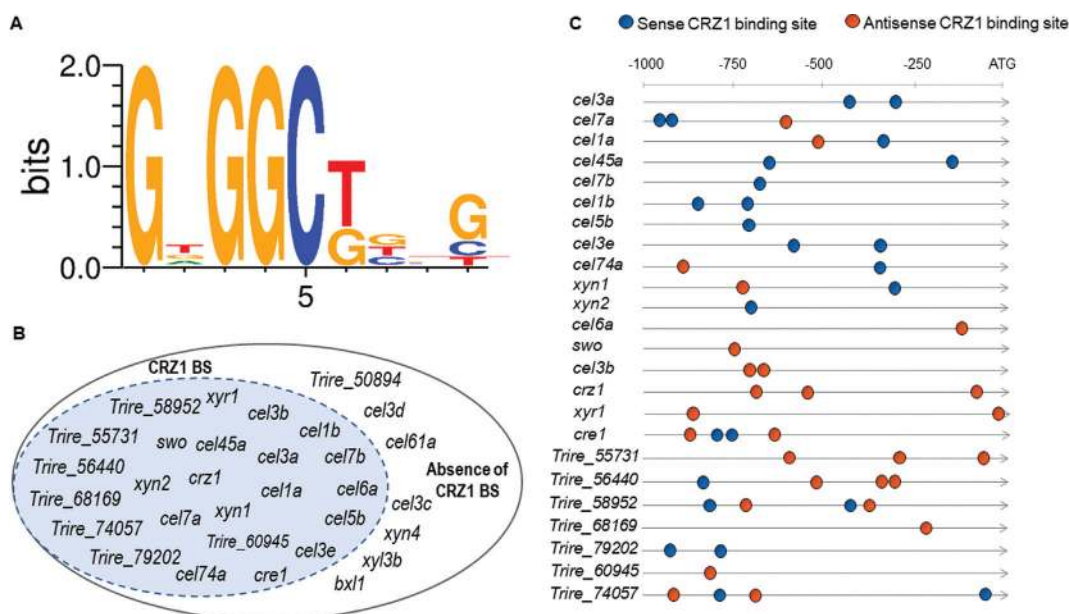 A
bits
2.0
1.0
0.0
G T G A G G C T G G T C G C T
5
B
CRZ1 BS
Trire_50894
Trire_58952 xyr1 cel3b cel3d
Trire_55731 swo cel45a cel1b cel61a
Trire_56440 cel3a cel7b
Absence of
CRZ1 BS
xyn2 crz1 cel1a cel6a
Trire_68169 cel3c
cel7a xyn1 cel5b
Trire_74057 xyn4
Trire_60945 cel3e
Trire_79202 xyl3b
cel74a cre1 bxl1
C
Sense CRZ1 binding site Antisense CRZ1 binding site
-1000 -750 -500 -250 ATG
cel3a
cel7a
cel1a
cel45a
cel7b
cel1b
cel5b
cel3e
cel74a
xyn1
xyn2
cel6a
swo
cel3b
crz1
xyr1
cre1
Trire_55731
Trire_56440
Trire_58952
Trire_68169
Trire_79202
Trire_60945
Trire_74057